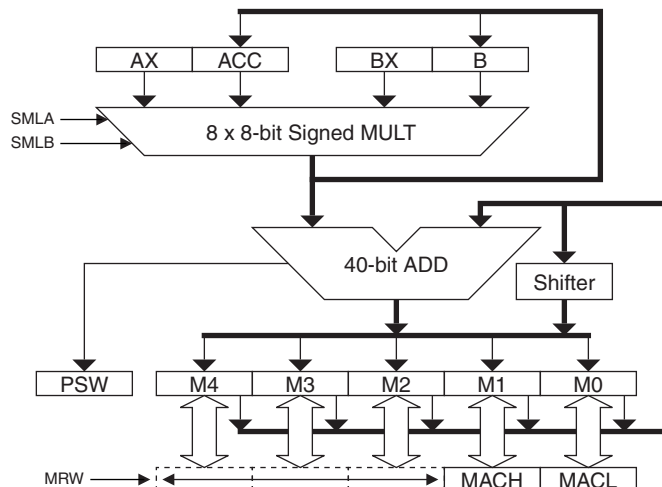 AX ACC BX B
SMLA
SMLB
8 x 8-bit Signed MULT
40-bit ADD
Shifter
PSW M4 M3 M2 M1 M0
MRW MACH MACL